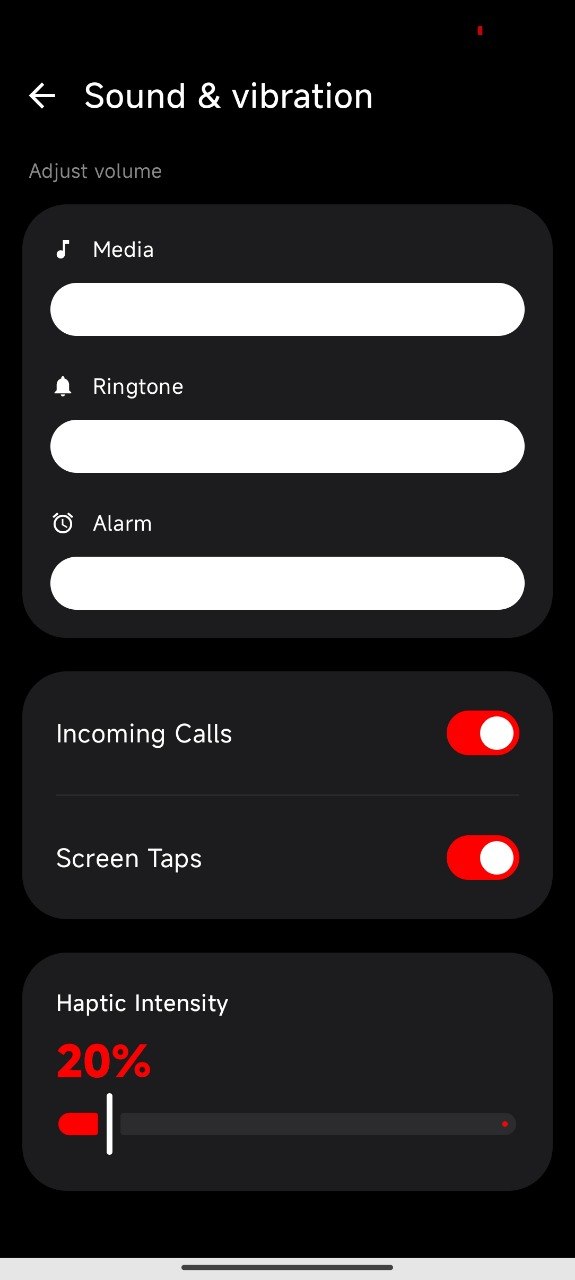 Sound & vibration
Adjust volume
Media
Ringtone
Alarm
Incoming Calls
Screen Taps
Haptic Intensity
20%